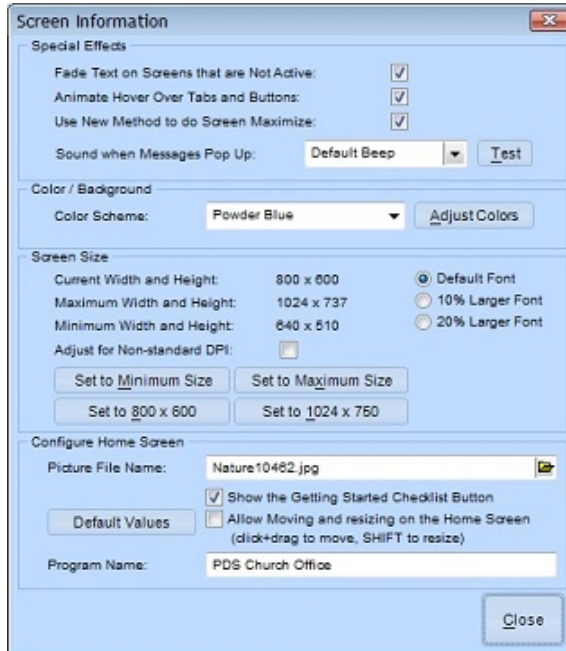 Screen Information
Special Effects
Fade Text on Screens that are Not Active:
Animate Hover Over Tabs and Buttons:
Use New Method to do Screen Maximize:
Sound when Messages Pop Up: Default Beep Test
Color / Background
Color Scheme: Powder Blue Adjust Colors
Screen Size
Current Width and Height: 800 x 600 Default Font
Maximum Width and Height: 1024 x 737 10% Larger Font
Minimum Width and Height: 640 x 510 20% Larger Font
Adjust for Non-standard DPI:
Set to Minimum Size Set to Maximum Size
Set to 800 x 600 Set to 1024 x 750
Configure Home Screen
Picture File Name: Nature10462.jpg
Show the Getting Started Checklist Button
Default Values Allow Moving and resizing on the Home Screen
(click+drag to move, SHIFT to resize)
Program Name: PDS Church Office
Close